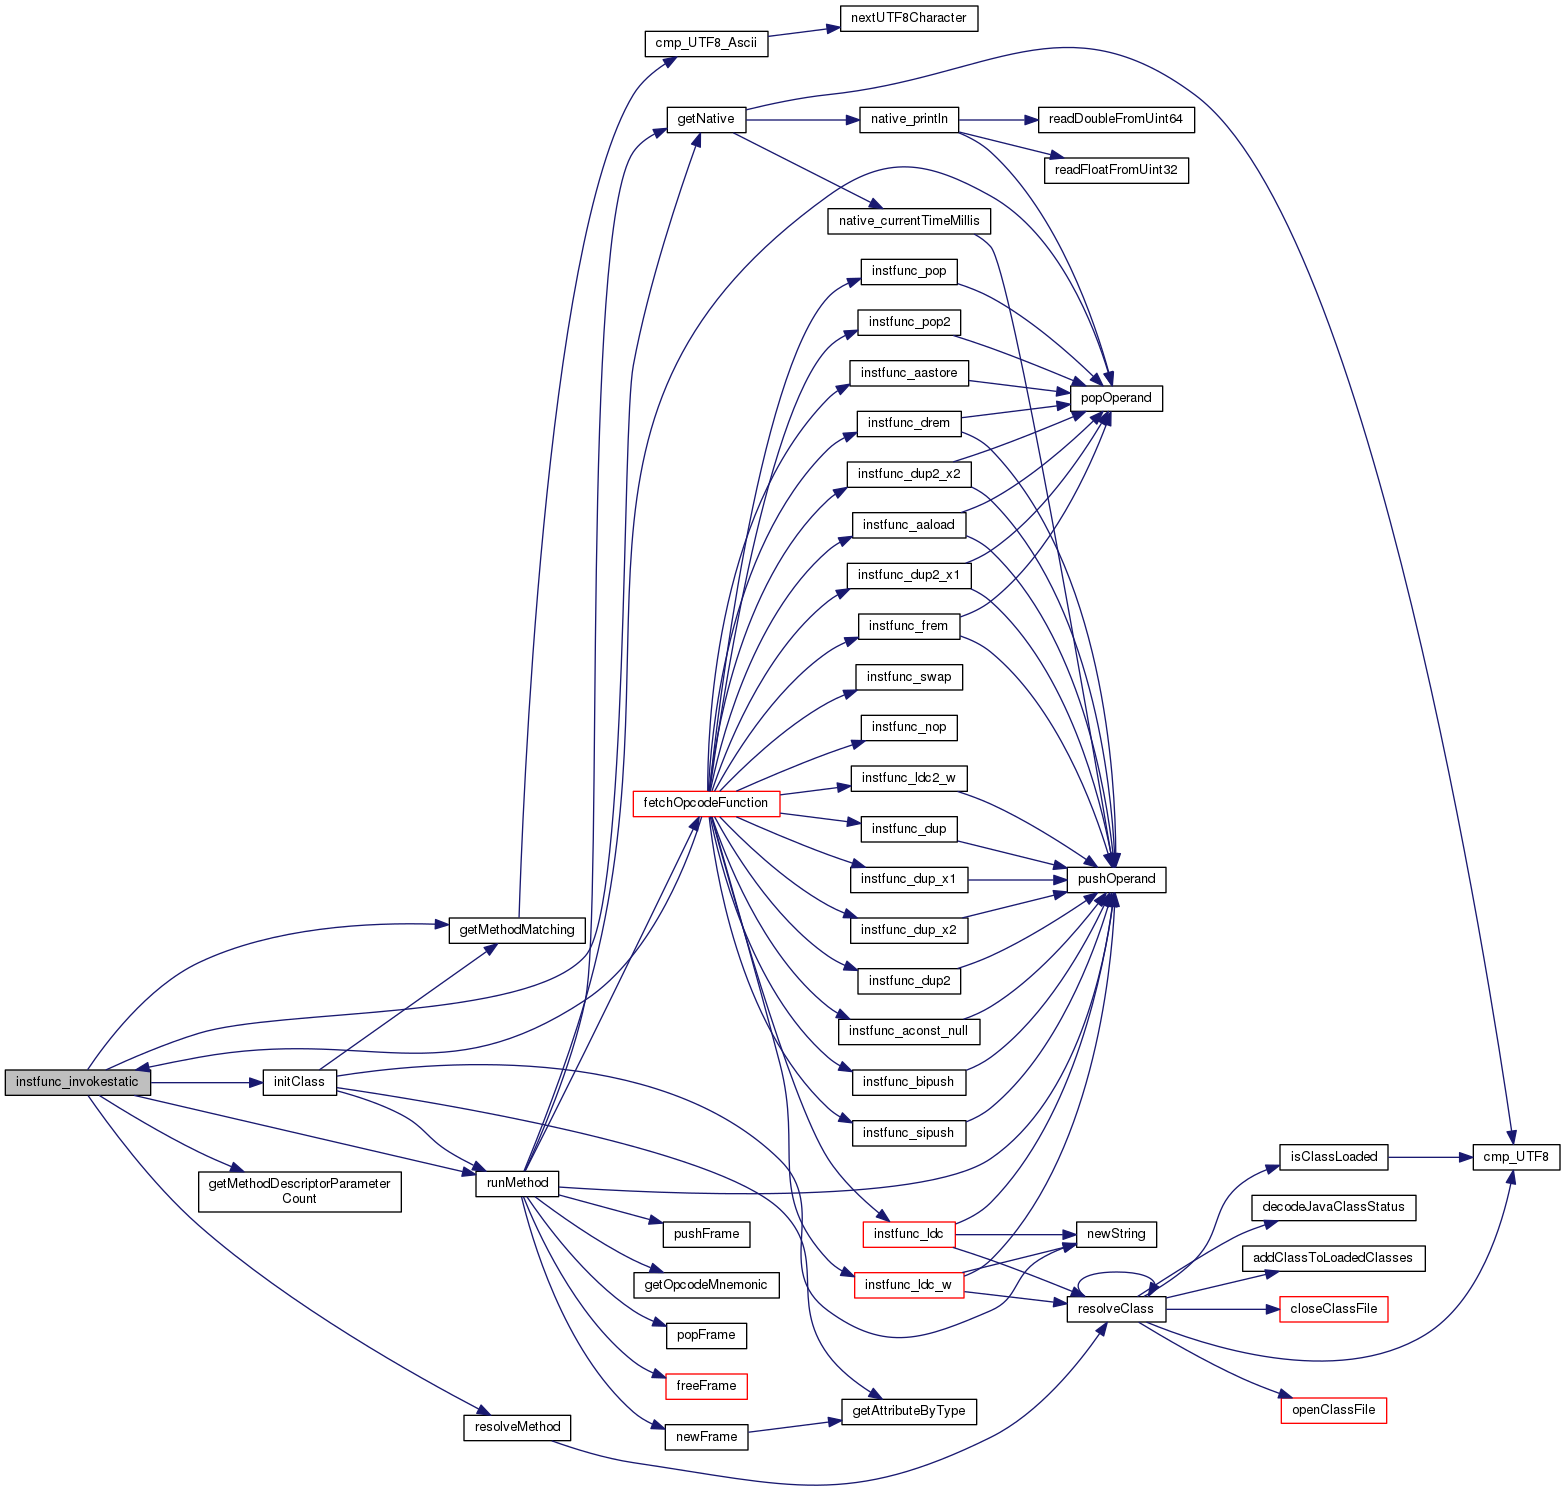 nextUTF8Character
cmp_UTF8_Ascii
getNative
native_println
readDoubleFromUint64
readFloatFromUint32
native_currentTimeMillis
instfunc_pop
instfunc_pop2
instfunc_aastore
popOperand
instfunc_drem
instfunc_dup2_x2
instfunc_aaload
instfunc_dup2_x1
instfunc_frem
instfunc_swap
instfunc_nop
instfunc_ldc2_w
fetchOpcodeFunction
instfunc_dup
instfunc_dup_x1
pushOperand
instfunc_dup_x2
getMethodMatching
instfunc_dup2
instfunc_aconst_null
instfunc_invokestatic
initClass
instfunc_bipush
instfunc_sipush
isClassLoaded
cmp_UTF8
getMethodDescriptorParameter
Count
runMethod
decodeJavaClassStatus
pushFrame
instfunc_ldc
newString
addClassToLoadedClasses
getOpcodeMnemonic
instfunc_ldc_w
resolveClass
closeClassFile
popFrame
freeFrame
getAttributeByType
openClassFile
resolveMethod
newFrame